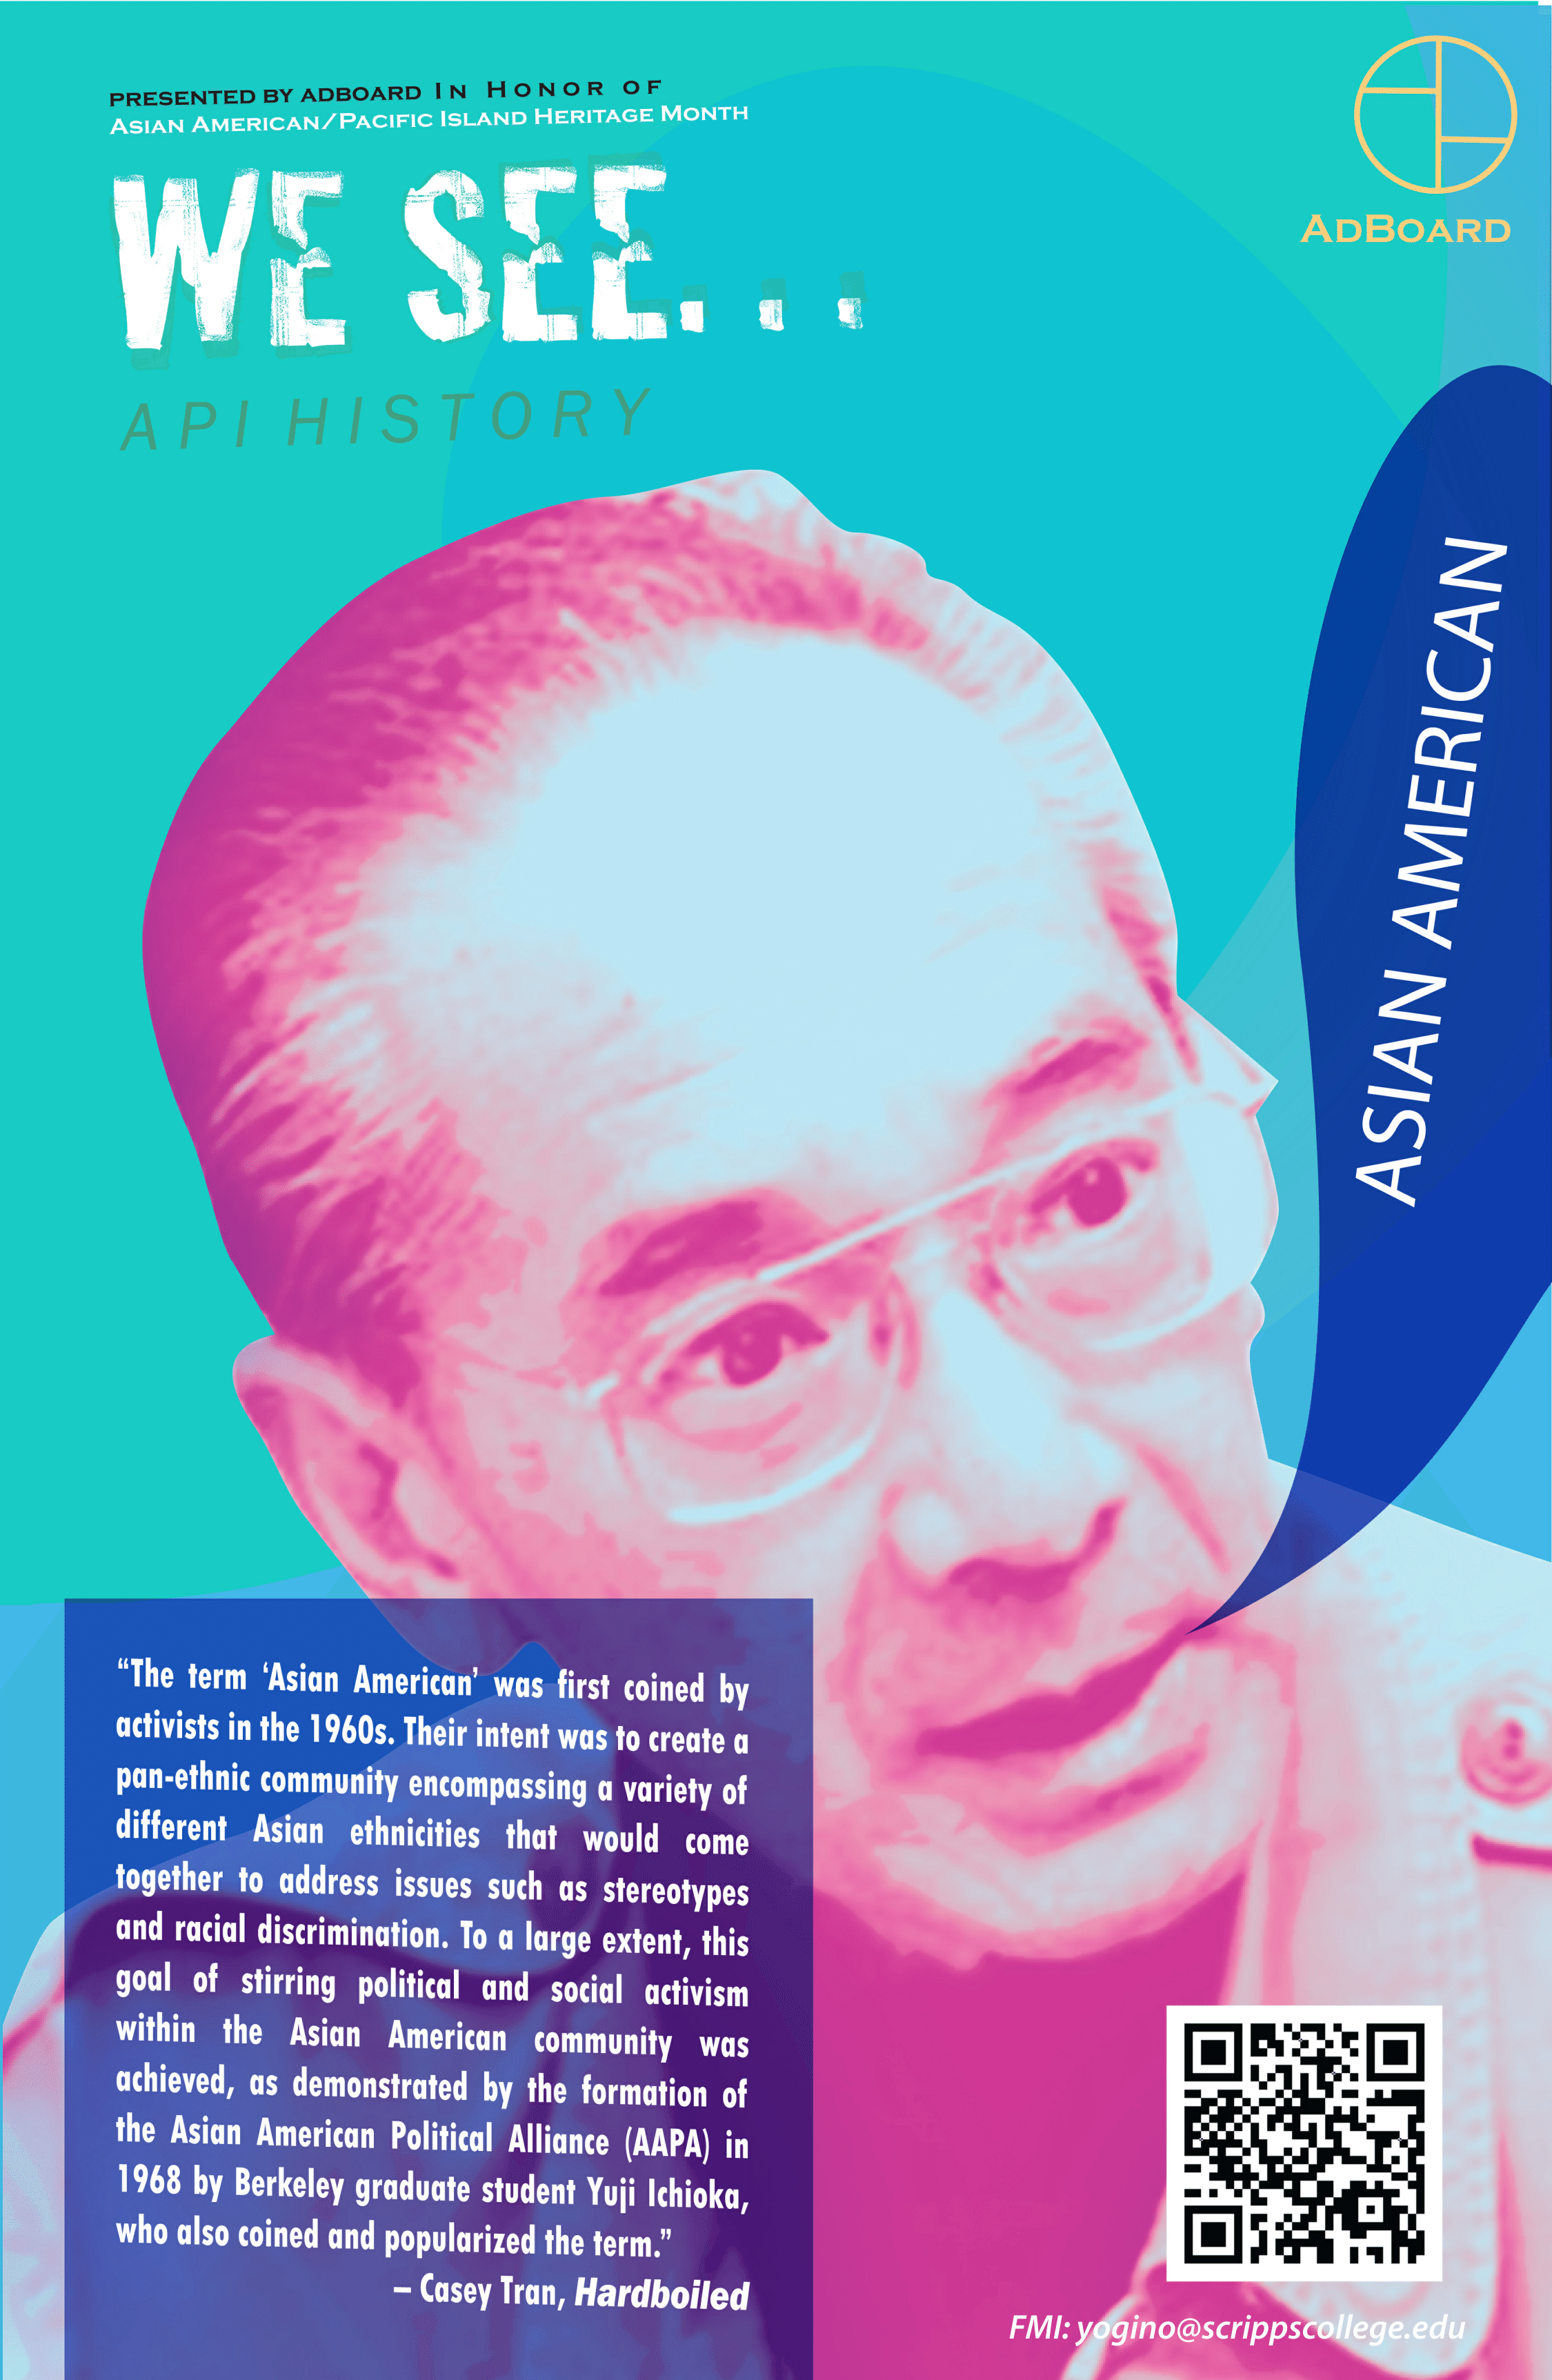 PRESENTED BY ADBOARD IN HONOR OF
ASIAN AMERICAN/PACIFIC ISLAND HERITAGE MONTH
ADBOARD
WE SEE. . .
API HISTORY
ASIAN AMERICAN
“The term ‘Asian American’ was first coined by
activists in the 1960s. Their intent was to create a
pan-ethnic community encompassing a variety of
different Asian ethnicities that would come
together to address issues such as stereotypes
and racial discrimination. To a large extent, this
goal of stirring political and social activism
within the Asian American community was
achieved, as demonstrated by the formation of
the Asian American Political Alliance (AAPA) in
1968 by Berkeley graduate student Yuji Ichioka,
who also coined and popularized the term.”
– Casey Tran, Hardboiled
FMI: yogino@scrippscollege.edu